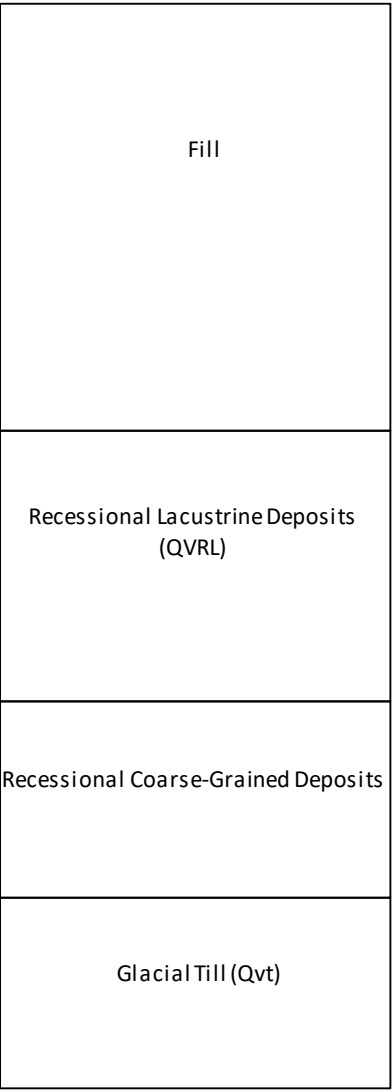 Fill
Recessional Lacustrine Deposits
(QVRL)
Recessional Coarse-Grained Deposits
Glacial Till (Qvt)